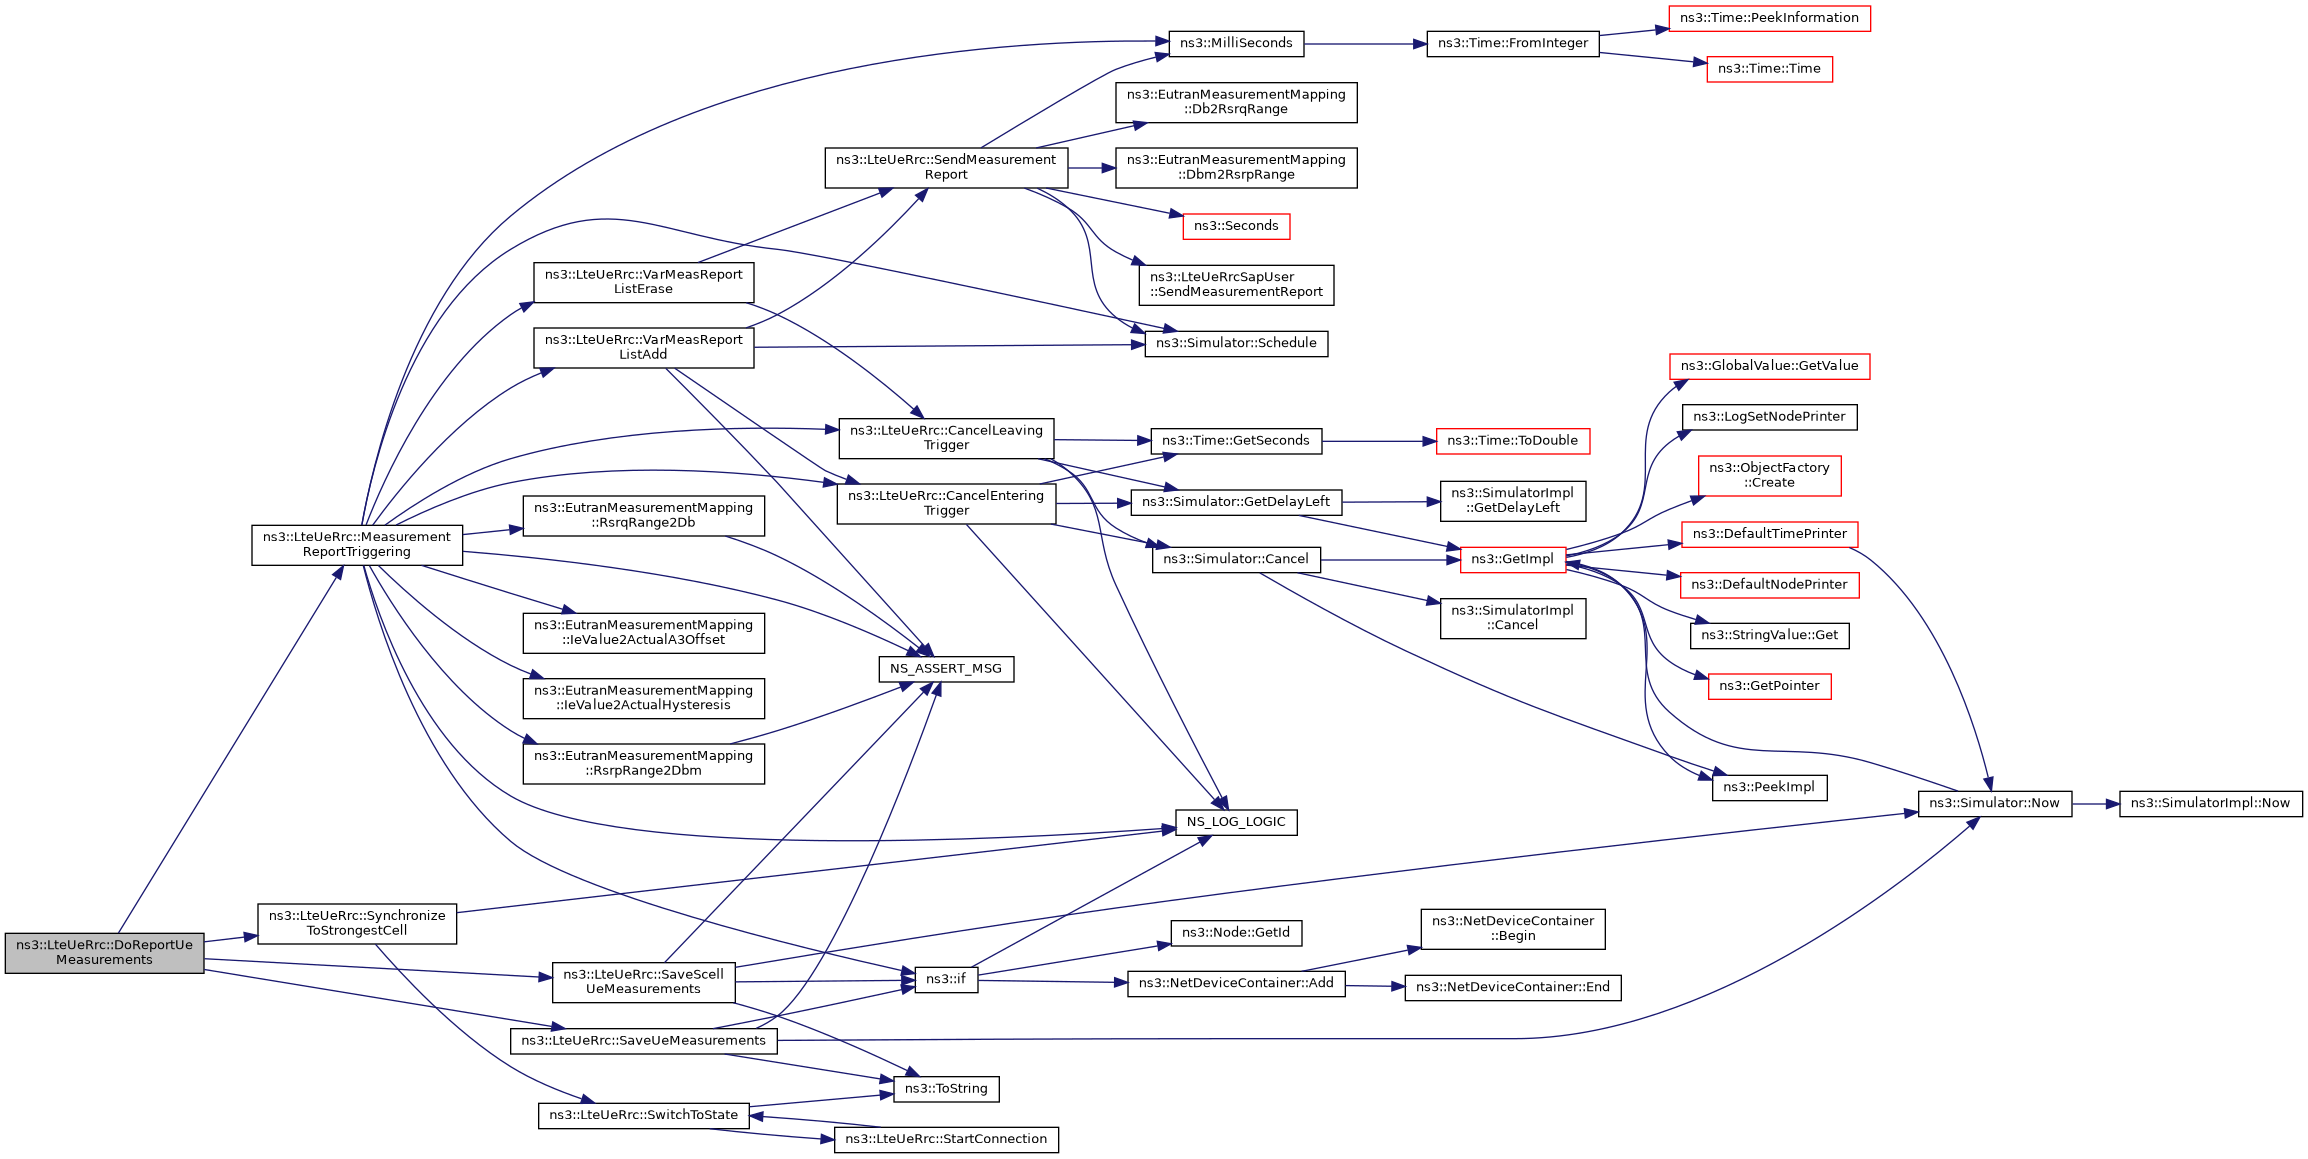 ns3::LteUeRrc::DoReportUe
Measurements
ns3::LteUeRrc::Measurement
ReportTriggering
ns3::LteUeRrc::Synchronize
ToStrongestCell
ns3::LteUeRrc::VarMeasReport
ListErase
ns3::LteUeRrc::VarMeasReport
ListAdd
ns3::EutranMeasurementMapping
::RsrqRange2Db
ns3::EutranMeasurementMapping
::IeValue2ActualA3Offset
ns3::EutranMeasurementMapping
::IeValue2ActualHysteresis
ns3::EutranMeasurementMapping
::RsrpRange2Dbm
ns3::LteUeRrc::SaveScell
UeMeasurements
ns3::LteUeRrc::SaveUeMeasurements
ns3::LteUeRrc::SwitchToState
ns3::LteUeRrc::SendMeasurement
Report
ns3::LteUeRrc::CancelLeaving
Trigger
ns3::LteUeRrc::CancelEntering
Trigger
NS_ASSERT_MSG
ns3::if
ns3::ToString
ns3::LteUeRrc::StartConnection
ns3::MilliSeconds
ns3::EutranMeasurementMapping
::Db2RsrqRange
ns3::EutranMeasurementMapping
::Dbm2RsrpRange
ns3::Seconds
ns3::LteUeRrcSapUser
::SendMeasurementReport
ns3::Simulator::Schedule
ns3::Time::GetSeconds
ns3::Simulator::GetDelayLeft
ns3::Simulator::Cancel
NS_LOG_LOGIC
ns3::Node::GetId
ns3::NetDeviceContainer::Add
ns3::Time::FromInteger
ns3::Time::ToDouble
ns3::SimulatorImpl
::GetDelayLeft
ns3::GetImpl
ns3::SimulatorImpl
::Cancel
ns3::NetDeviceContainer
::Begin
ns3::NetDeviceContainer::End
ns3::Time::PeekInformation
ns3::Time::Time
ns3::GlobalValue::GetValue
ns3::LogSetNodePrinter
ns3::ObjectFactory
::Create
ns3::DefaultTimePrinter
ns3::DefaultNodePrinter
ns3::StringValue::Get
ns3::GetPointer
ns3::PeekImpl
ns3::Simulator::Now
ns3::SimulatorImpl::Now